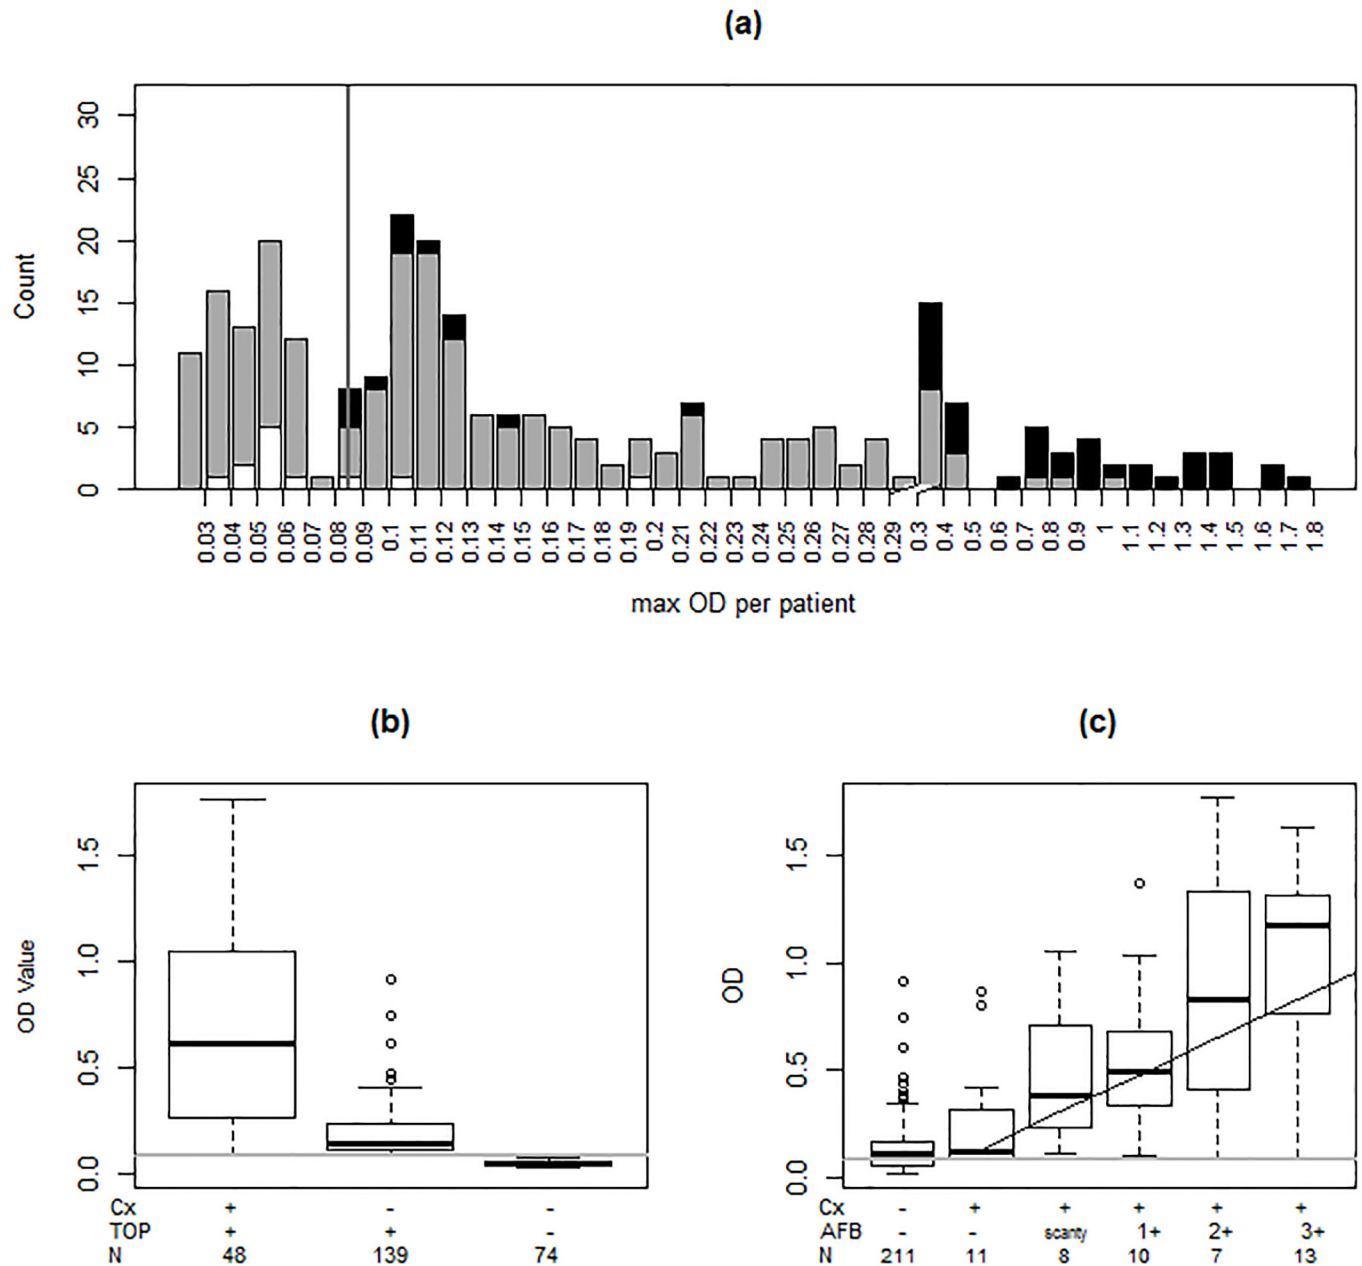 (a)
30
25
20
15
10
5
0
Count
0.03 0.04 0.05 0.06 0.07 0.08 0.09 0.1 0.11 0.12 0.13 0.14 0.15 0.16 0.17 0.18 0.19 0.2 0.21 0.22 0.23 0.24 0.25 0.26 0.27 0.28 0.29 0.3 0.4 0.5 0.6 0.7 0.8 0.9 1 1.1 1.2 1.3 1.4 1.5 1.6 1.7 1.8
max OD per patient
(b)
1.5
1.0
0.5
0.0
OD Value
Cx + - -
TOP + + -
N 48 139 74
(c)
1.5
1.0
0.5
0.0
OD
Cx - + + + + +
AFB - - scanty 1+ 2+ 3+
N 211 11 8 10 7 13